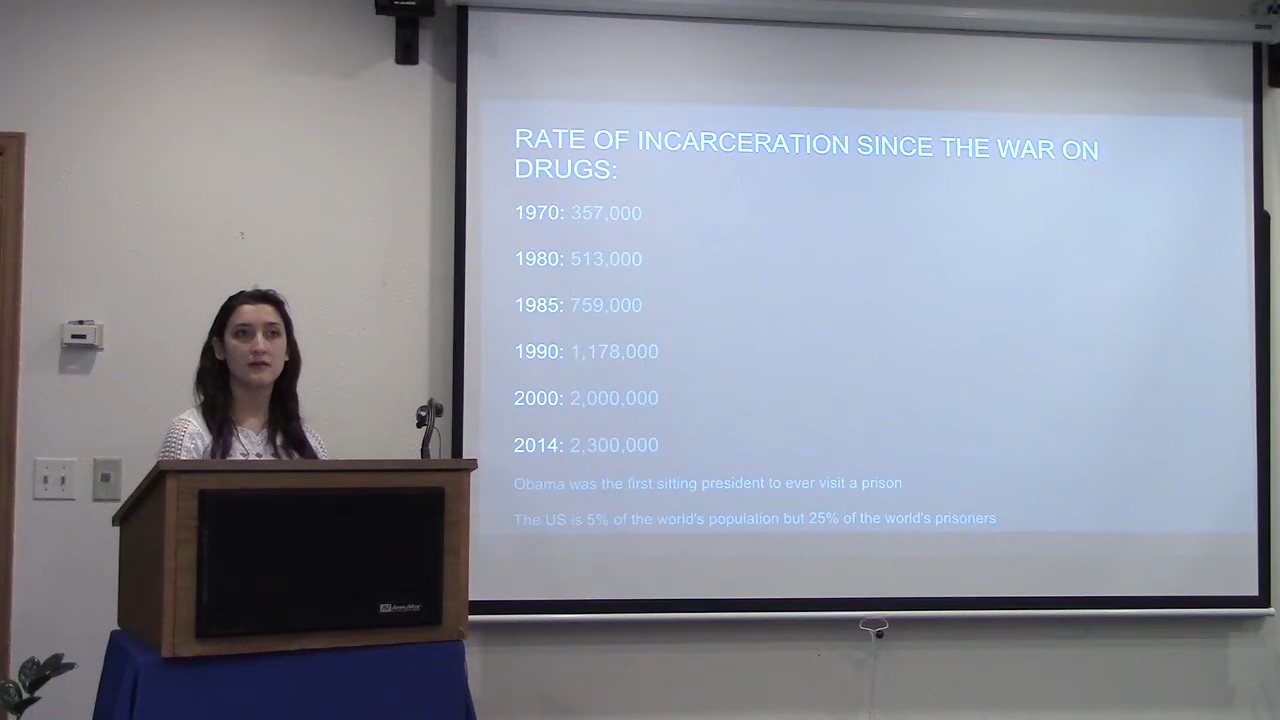 RATE OF INCARCERATION SINCE THE WAR ON
DRUGS:
1970: 357,000
1980: 513,000
1985: 759,000
1990: 1,178,000
2000: 2,000,000
2014: 2,300,000
Obama was the first sitting president to ever visit a prison
The US is 5% of the world's population but 25% of the world's prisoners
AmpliVox